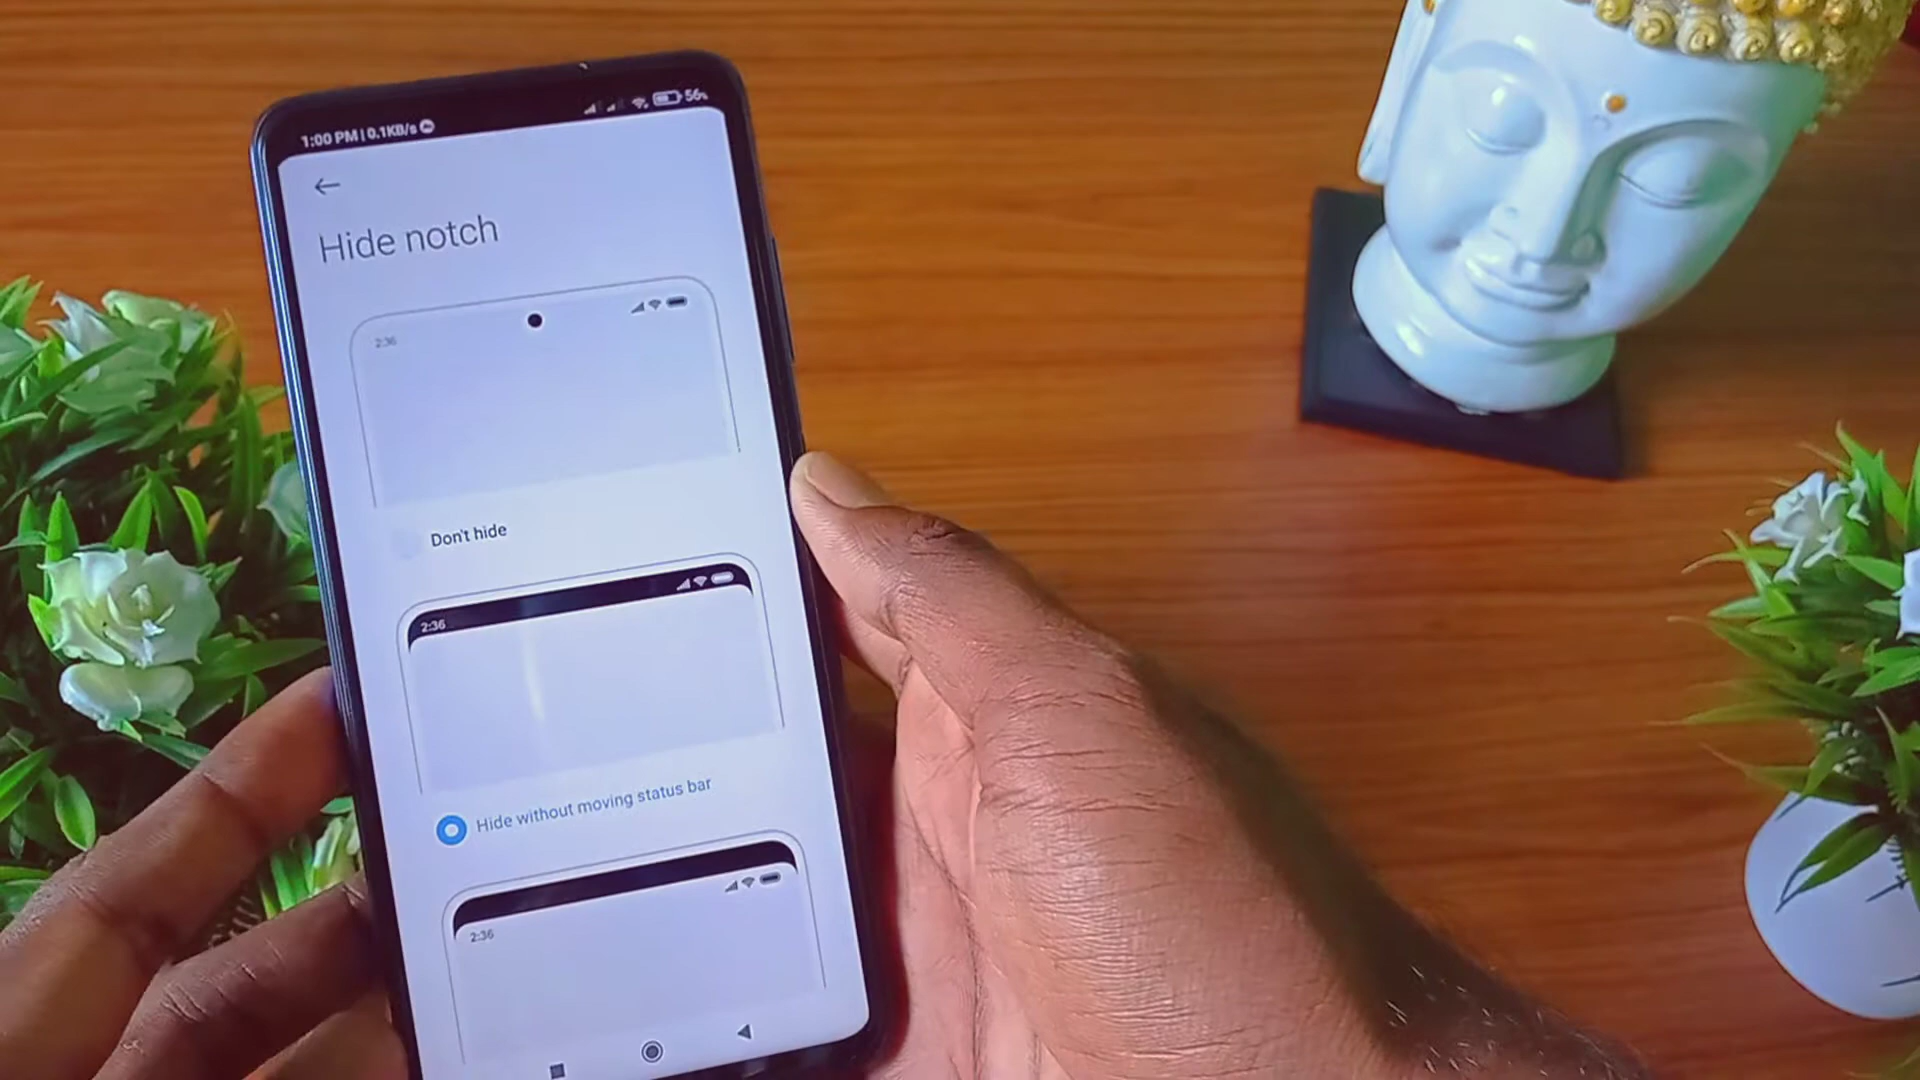 1:00 PM | 0.1KB/s
56%
Hide notch
2:36
Don't hide
2:36
Hide without moving status bar
2:36